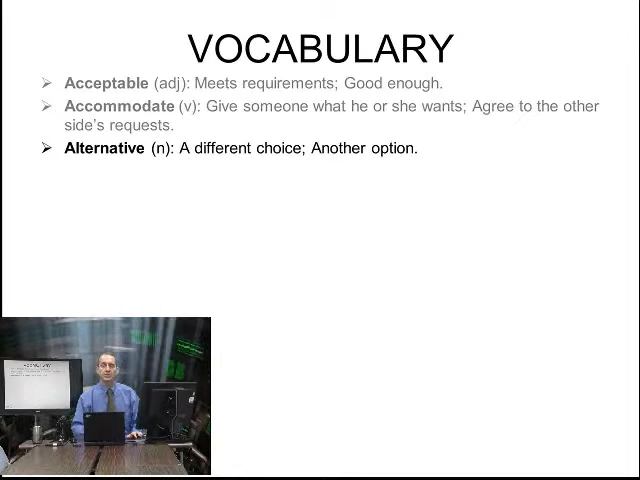 VOCABULARY
➢ Acceptable (adj): Meets requirements; Good enough.
➢ Accommodate (v): Give someone what he or she wants; Agree to the other
side's requests.
➢ Alternative (n): A different choice; Another option.
VOCABULARY